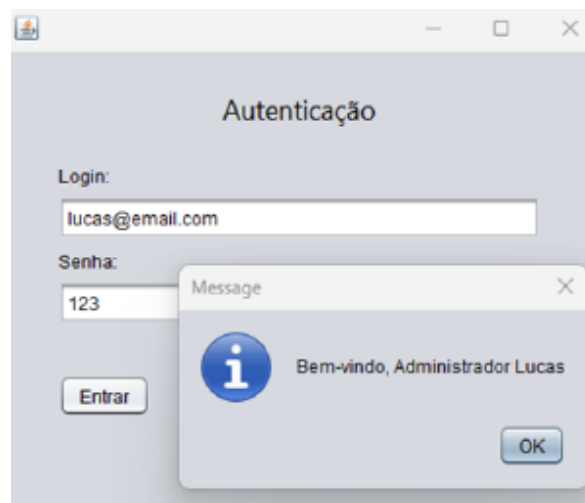 Autenticação
Login:
lucas@email.com
Senha:
123
Message
Bem-vindo, Administrador Lucas
Entrar
OK